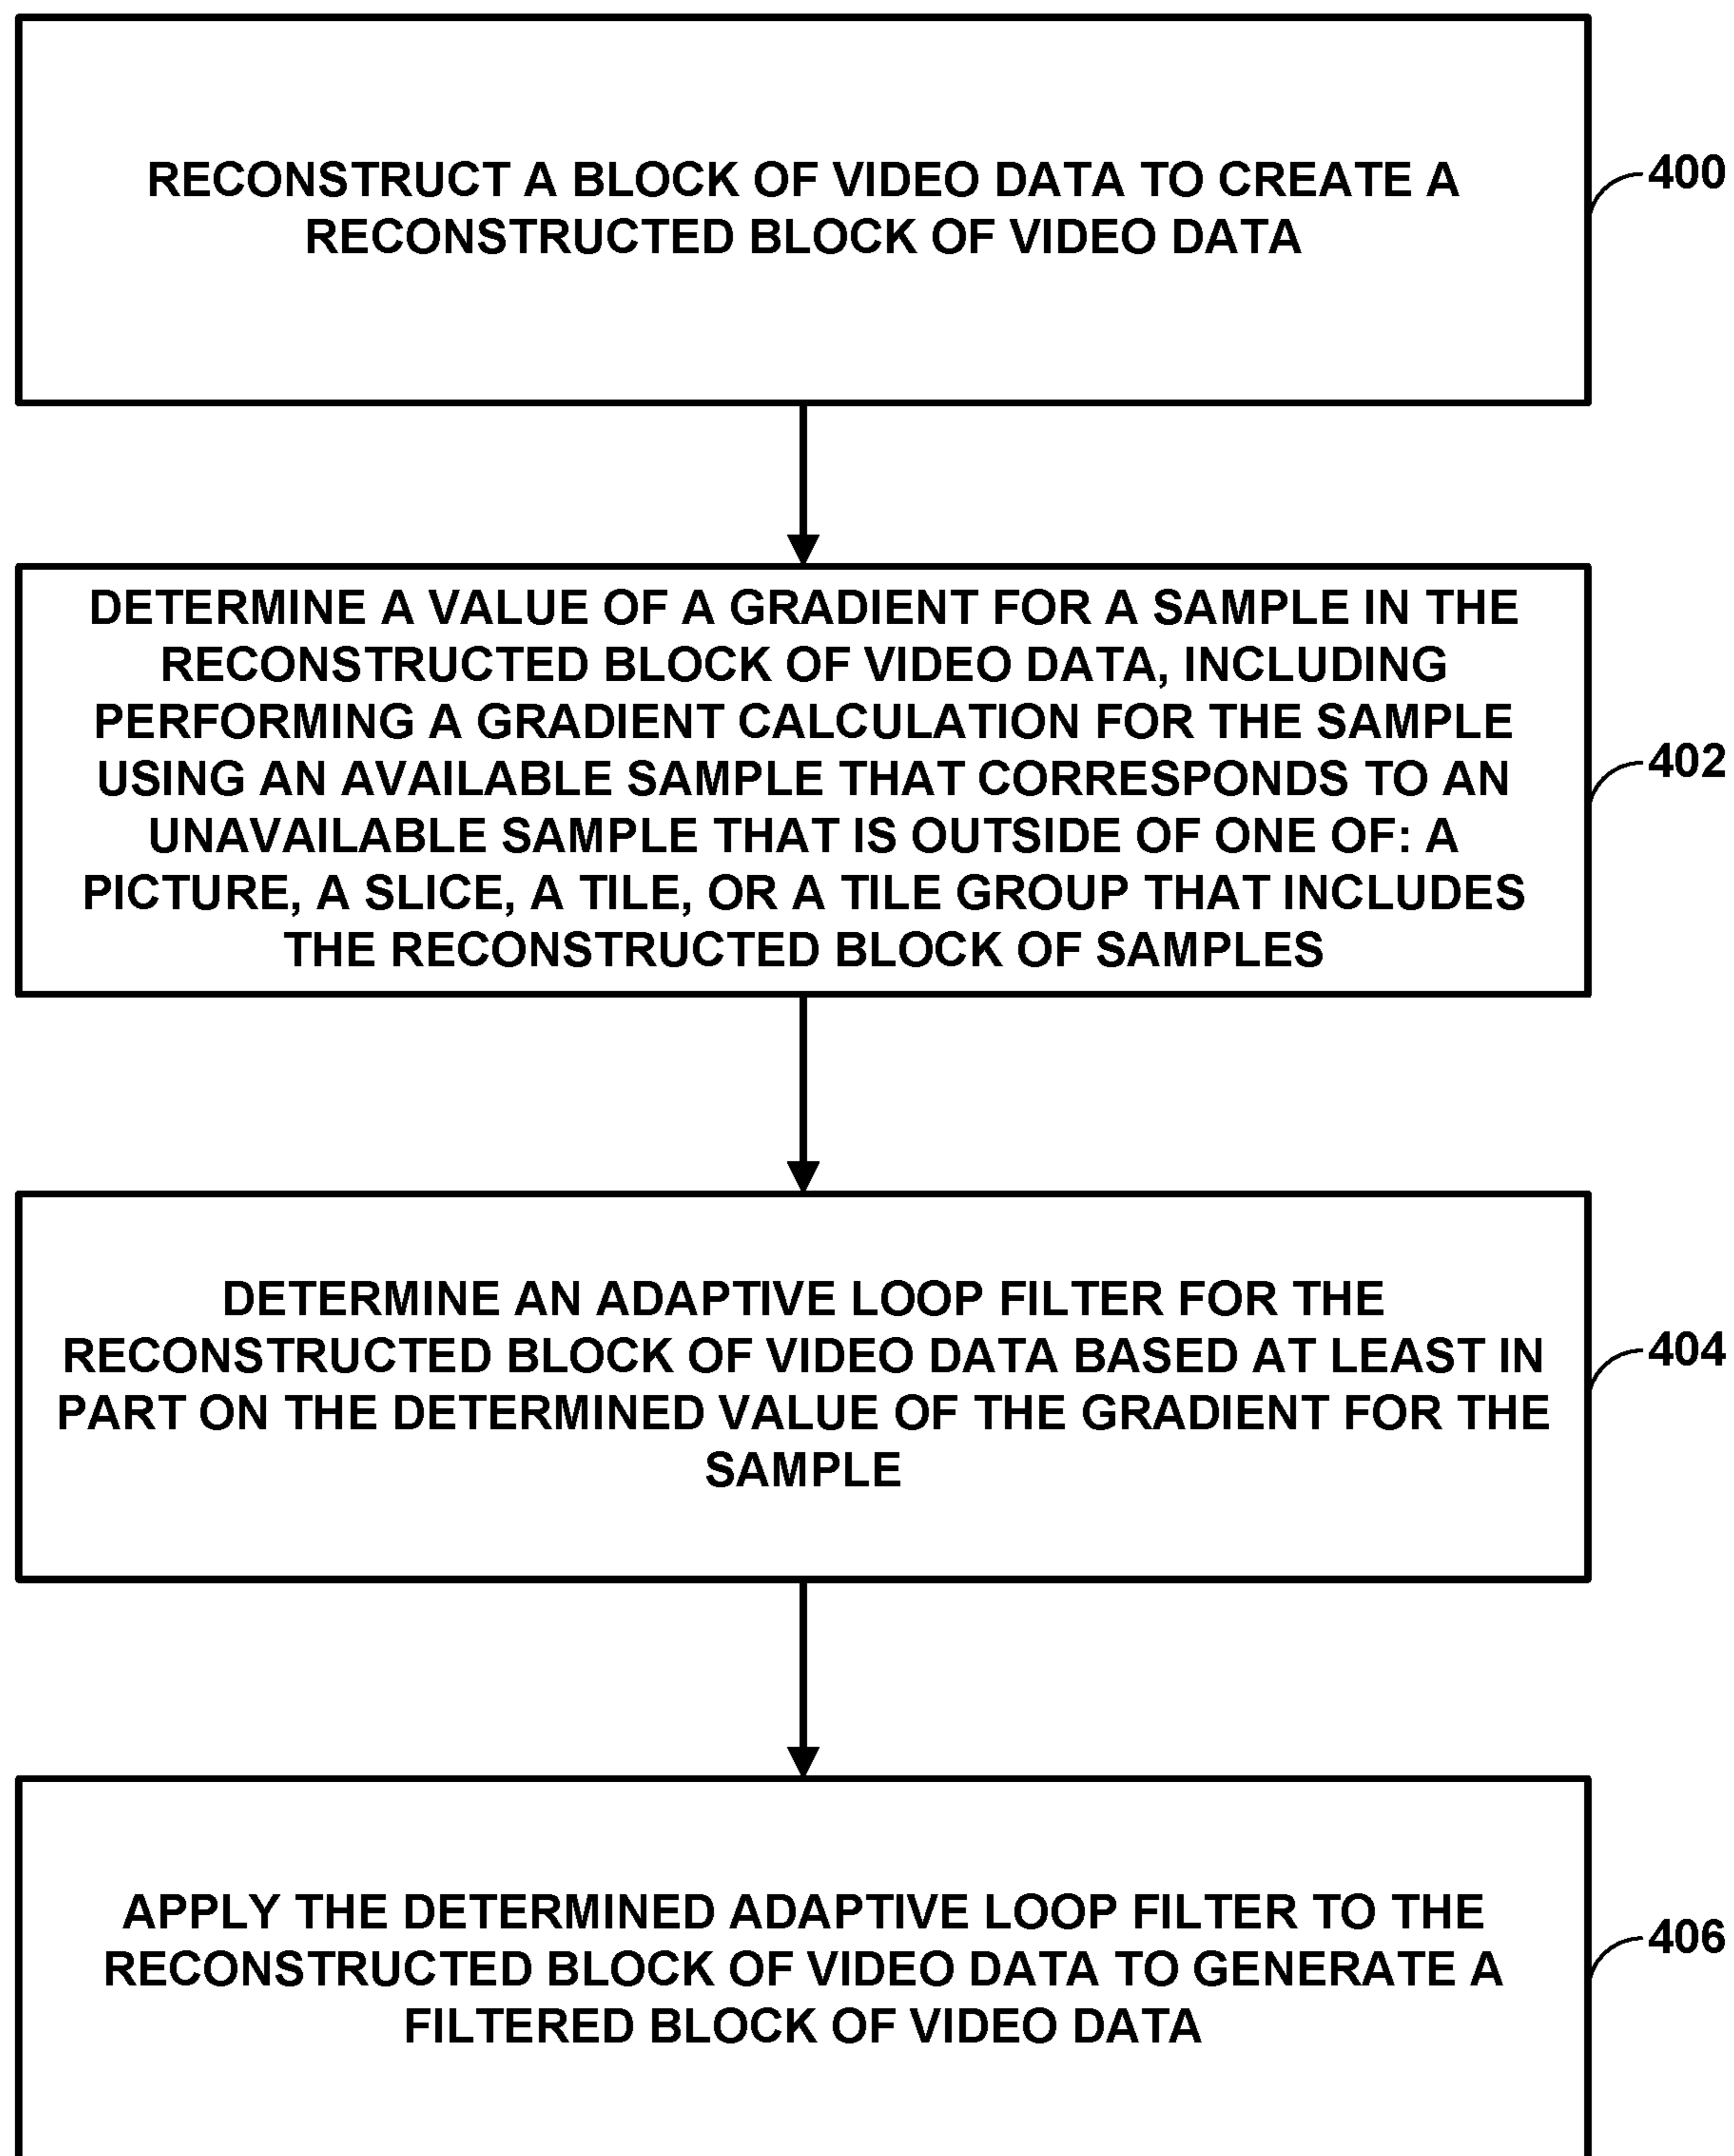 RECONSTRUCT A BLOCK OF VIDEO DATA TO CREATE A
RECONSTRUCTED BLOCK OF VIDEO DATA
400
DETERMINE A VALUE OF A GRADIENT FOR A SAMPLE IN THE
RECONSTRUCTED BLOCK OF VIDEO DATA, INCLUDING
PERFORMING A GRADIENT CALCULATION FOR THE SAMPLE
USING AN AVAILABLE SAMPLE THAT CORRESPONDS TO AN
UNAVAILABLE SAMPLE THAT IS OUTSIDE OF ONE OF: A
PICTURE, A SLICE, A TILE, OR A TILE GROUP THAT INCLUDES
THE RECONSTRUCTED BLOCK OF SAMPLES
402
DETERMINE AN ADAPTIVE LOOP FILTER FOR THE
RECONSTRUCTED BLOCK OF VIDEO DATA BASED AT LEAST IN
PART ON THE DETERMINED VALUE OF THE GRADIENT FOR THE
SAMPLE
404
APPLY THE DETERMINED ADAPTIVE LOOP FILTER TO THE
RECONSTRUCTED BLOCK OF VIDEO DATA TO GENERATE A
FILTERED BLOCK OF VIDEO DATA
406